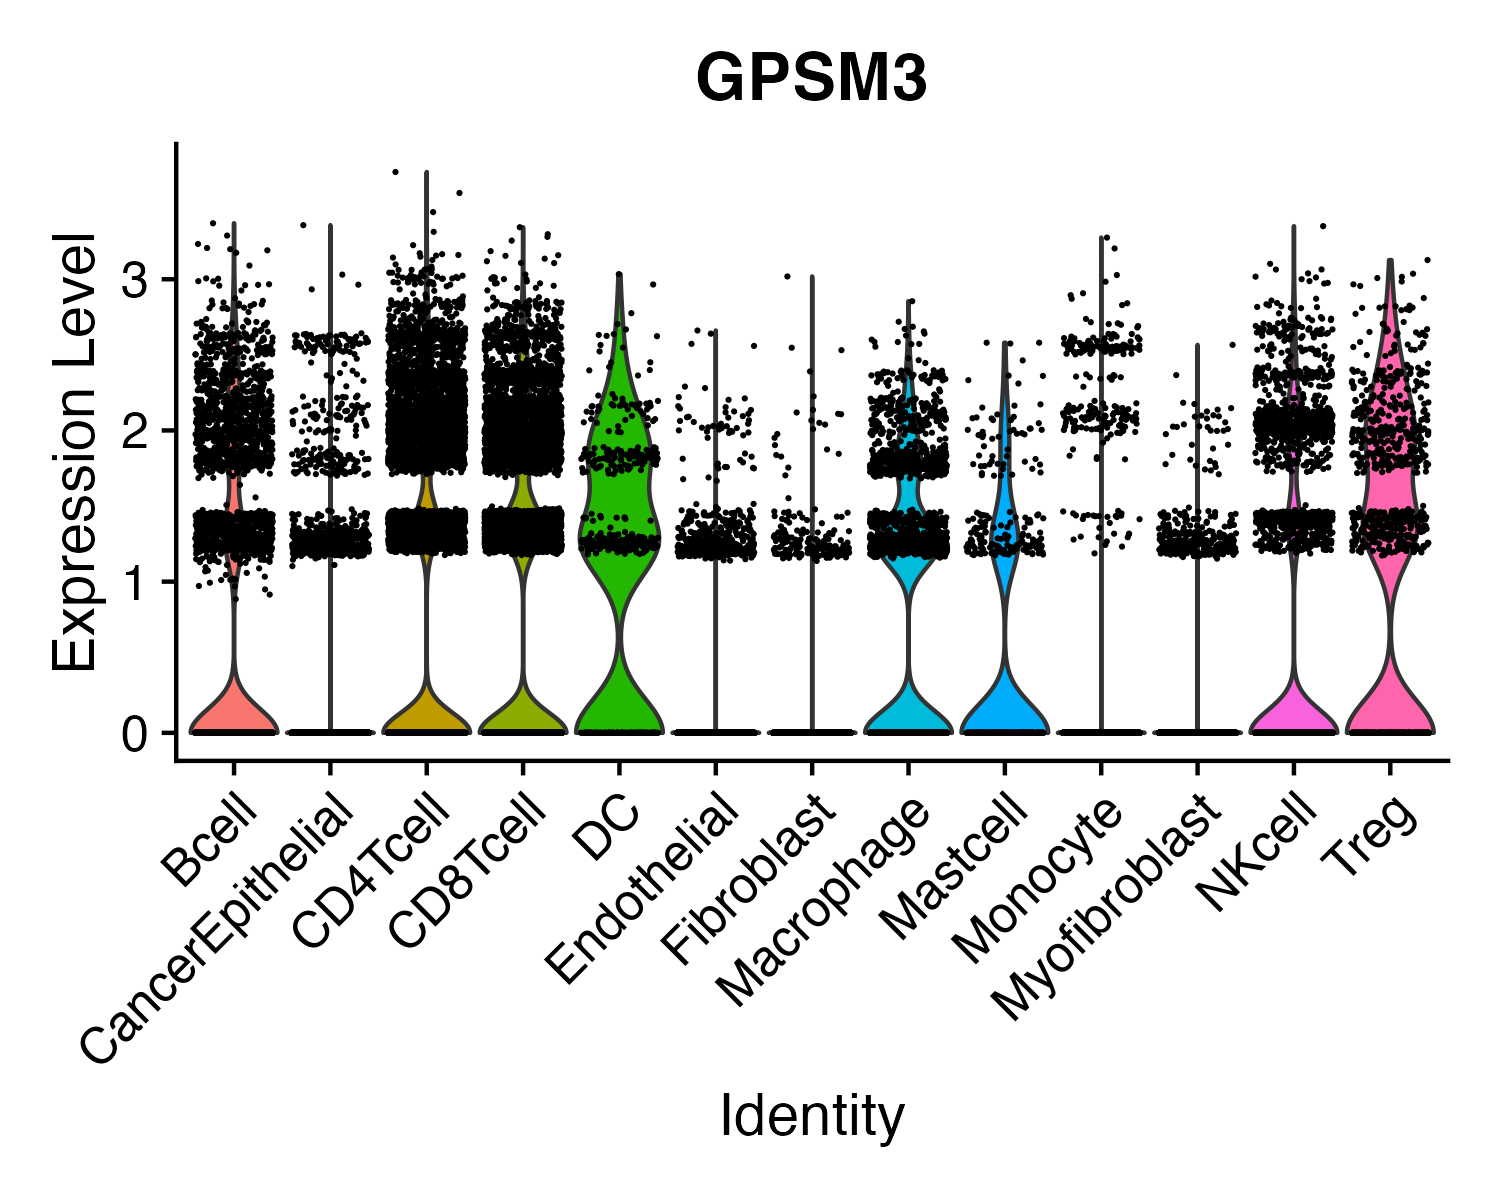 GPSM3
Expression Level
3
2
1
0
Bcell
CancerEpithelial
CD4Tcell
CD8Tcell
DC
Endothelial
Fibroblast
Macrophage
Mastcell
Monocyte
Myofibroblast
NKcell
Treg
Identity